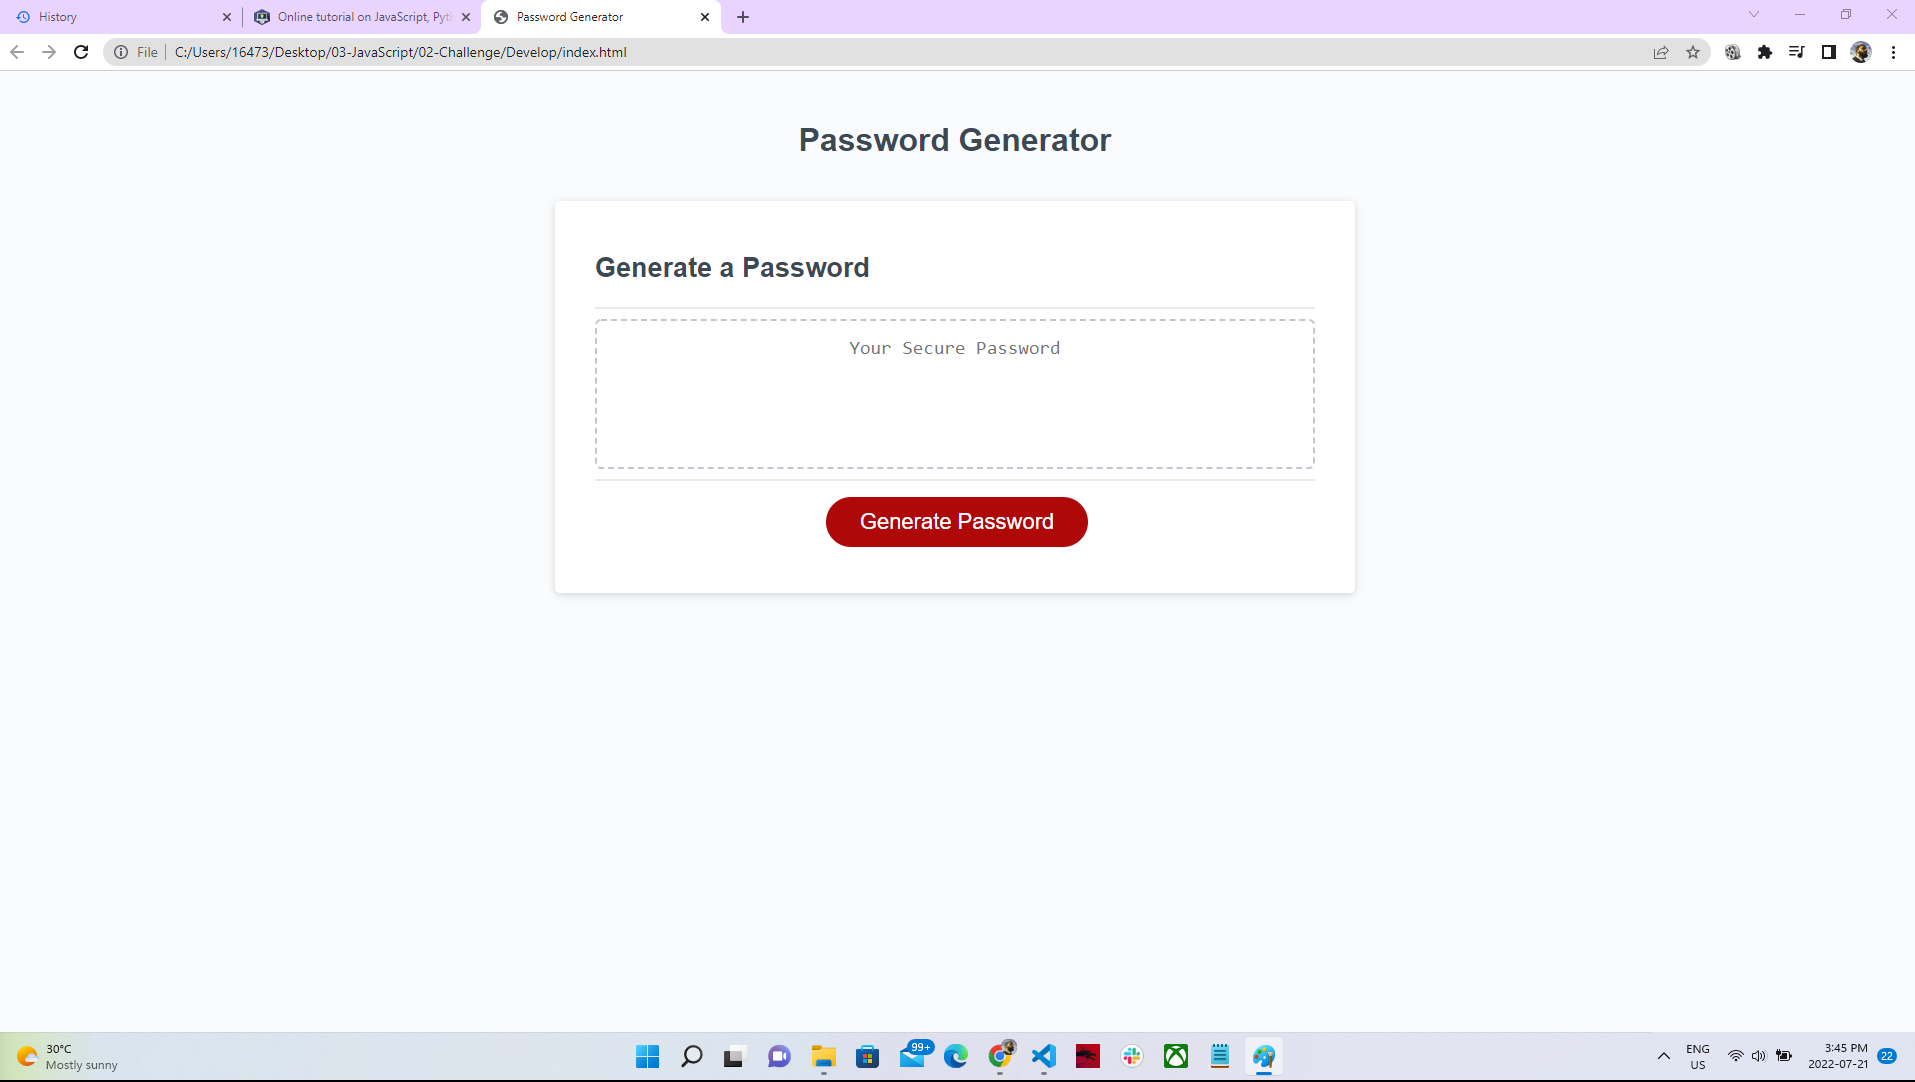 History
Online tutorial on JavaScript, Pyt
Password Generator
File
C:/Users/16473/Desktop/03-JavaScript/02-Challenge/Develop/index.html
Password Generator
Generate a Password
Your Secure Password
Generate Password
30°C
Mostly sunny
99+
ENG
US
3:45 PM
2022-07-21
22